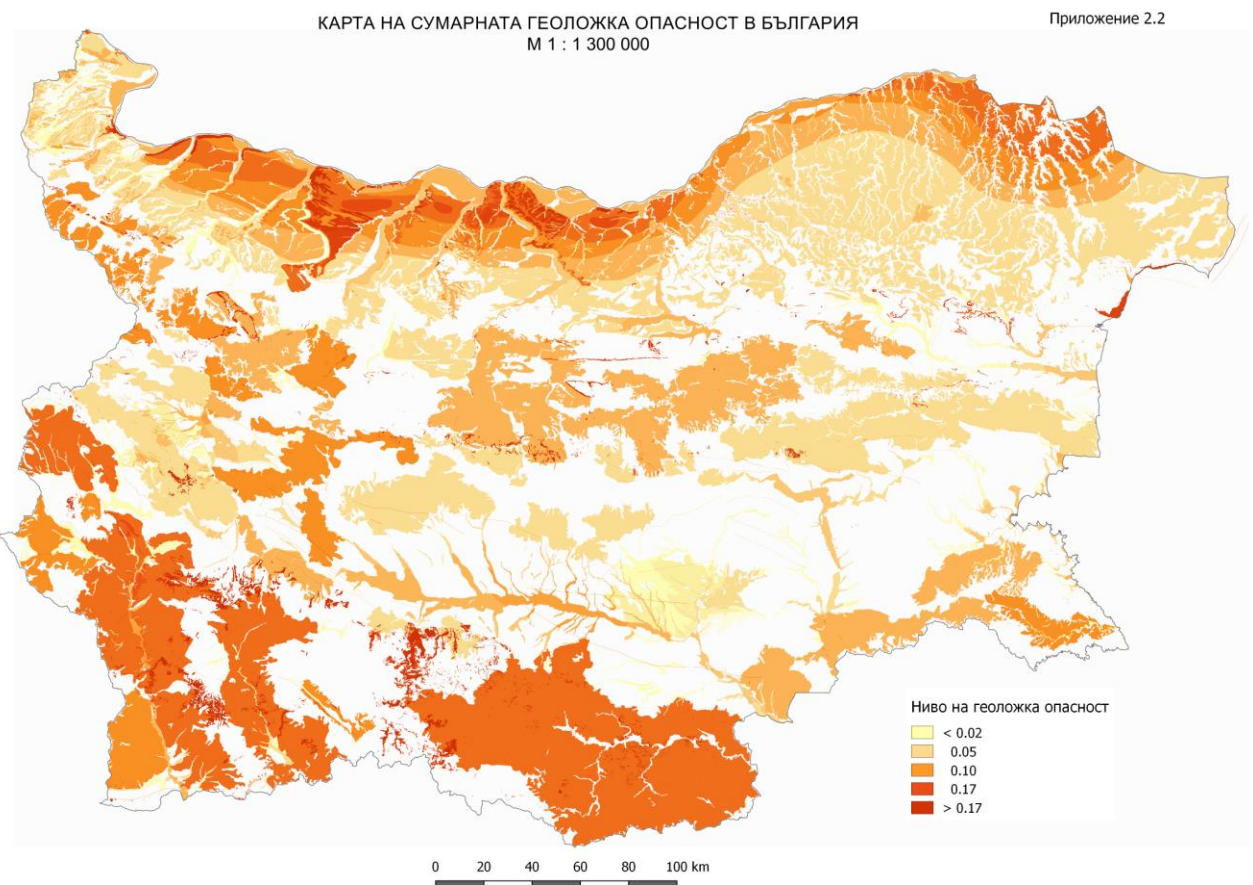 КАРТА НА СУМАРНАТА ГЕОЛОЖКА ОПАСНОСТ В БЪЛГАРИЯ
М 1 : 1 300 000
Приложение 2.2
Ниво на геоложка опасност
< 0.02
0.05
0.10
0.17
> 0.17
0 20 40 60 80 100 km